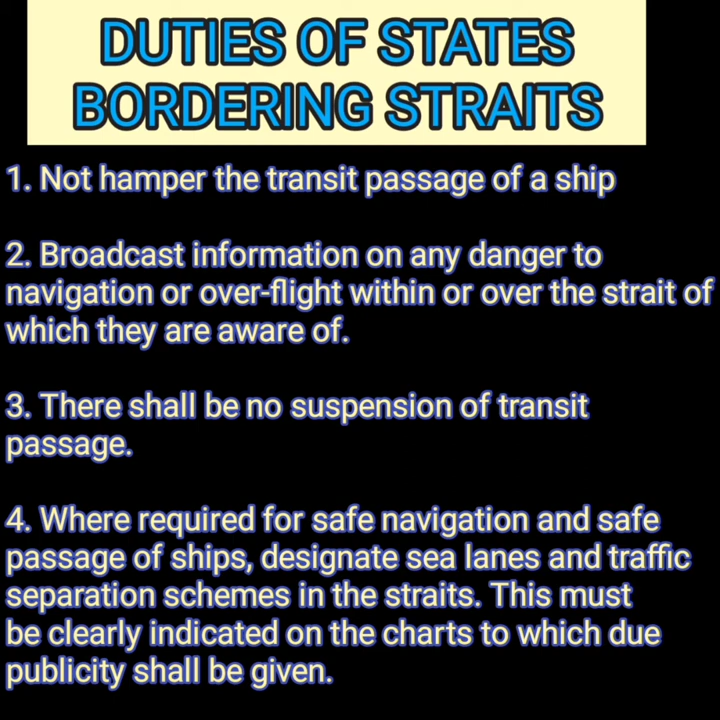 DUTIES OF STATES
BORDERING STRAITS
1. Not hamper the transit passage of a ship
2. Broadcast information on any danger to
navigation or over-flight within or over the strait of
which they are aware of.
3. There shall be no suspension of transit
passage.
4. Where required for safe navigation and safe
passage of ships, designate sea lanes and traffic
separation schemes in the straits. This must
be clearly indicated on the charts to which due
publicity shall be given.